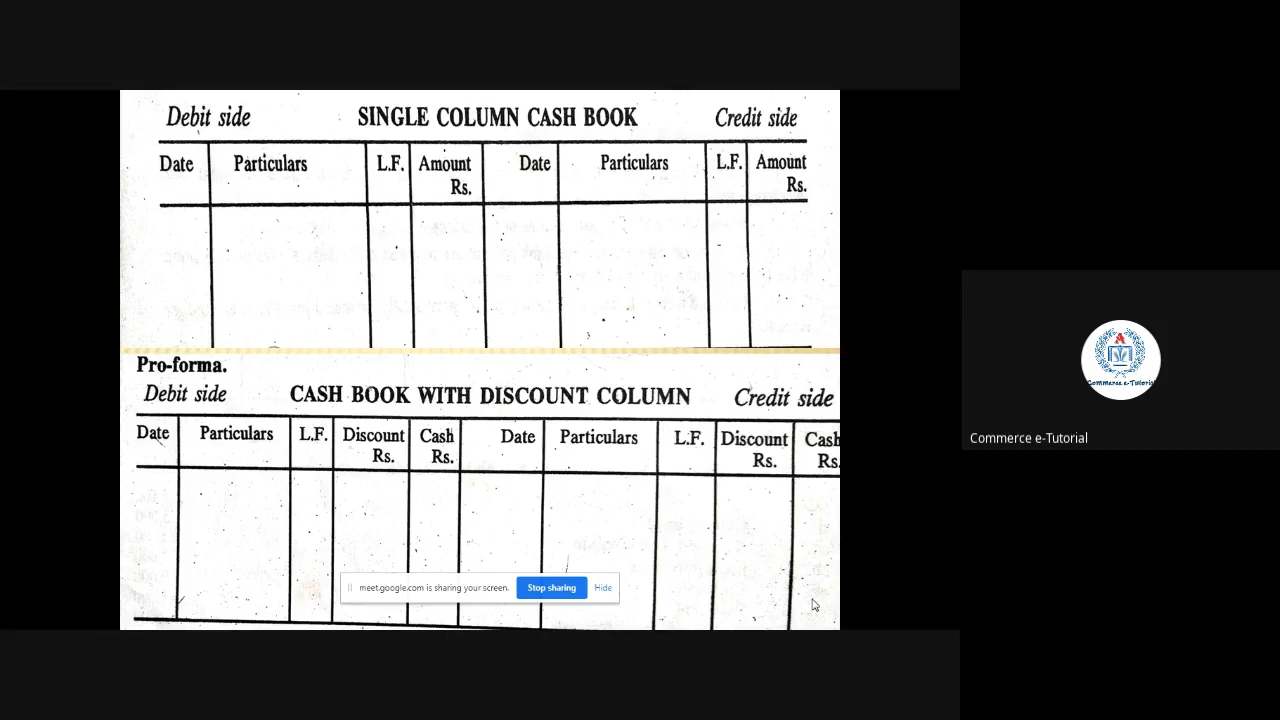 Debit side SINGLE COLUMN CASH BOOK Credit side
Date Particulars L.F. Amount Date Particulars L.F. Amount
Rs. Rs.
Pro-forma.
Debit side CASH BOOK WITH DISCOUNT COLUMN Credit side
Date Particulars L.F. Discount Cash Date Particulars L.F. Discount Cash
Rs. Rs. Rs. Rs.
meet.google.com is sharing your screen. Stop sharing Hide
Commerce e-Tutorial
Commerce e-Tutorial